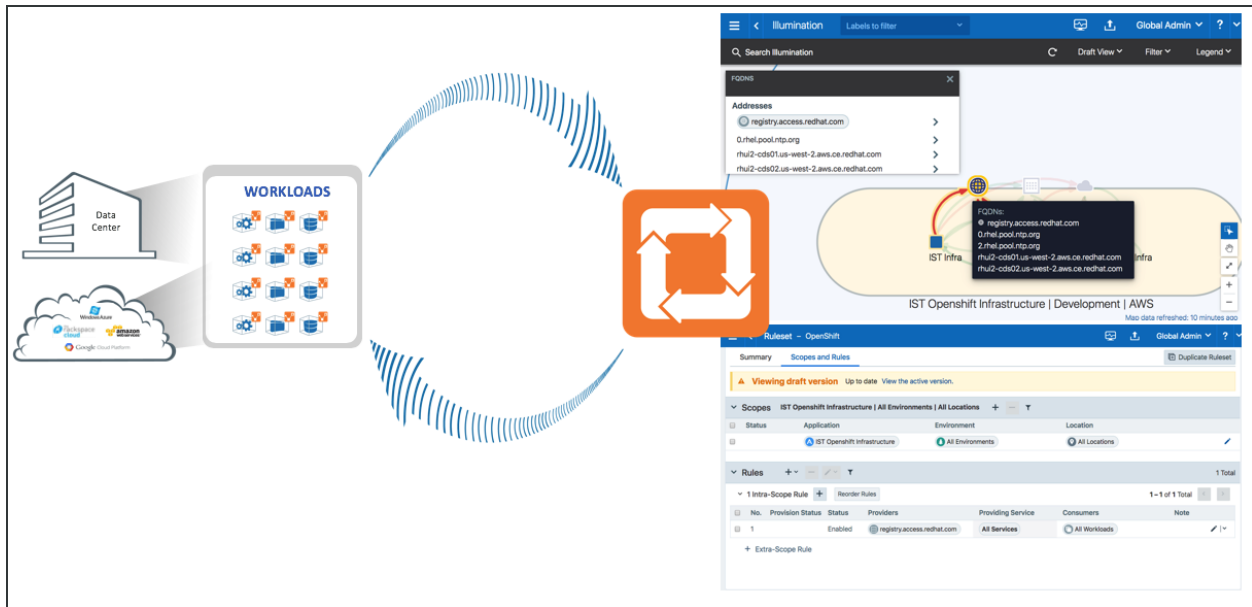 Data
Center
WindowsAzure
rackspace
cloud
amazon
webservices
Google Cloud Platform
WORKLOADS
Illumination
Labels to filter
Global Admin
?
Search Illumination
Draft View
Filter
Legend
FQDNS
Addresses
registry.access.redhat.com
0.rhel.pool.ntp.org
rhui2-cds01.us-west-2.aws.ce.redhat.com
rhui2-cds02.us-west-2.aws.ce.redhat.com
FQDNs:
registry.access.redhat.com
0.rhel.pool.ntp.org
2.rhel.pool.ntp.org
rhui2-cds01.us-west-2.aws.ce.redhat.com
rhui2-cds02.us-west-2.aws.ce.redhat.com
IST Infra
Infra
IST Openshift Infrastructure | Development | AWS
Map data refreshed: 10 minutes ago
Ruleset – OpenShift
Global Admin
?
Summary
Scopes and Rules
Duplicate Ruleset
Viewing draft version Up to date View the active version.
Scopes IST Openshift Infrastructure | All Environments | All Locations
Status Application Environment Location
IST Openshift Infrastructure All Environments All Locations
Rules
1 Total
1 Intra-Scope Rule
Reorder Rules
1 – 1 of 1 Total
No. Provision Status Status Providers Providing Service Consumers Note
1 Enabled registry.access.redhat.com All Services All Workloads
+ Extra-Scope Rule